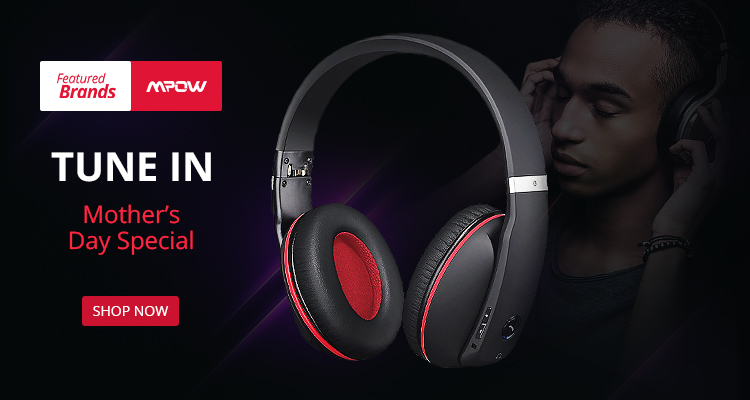 Featured
Brands
MPOW
TUNE IN
Mother's
Day Special
SHOP NOW